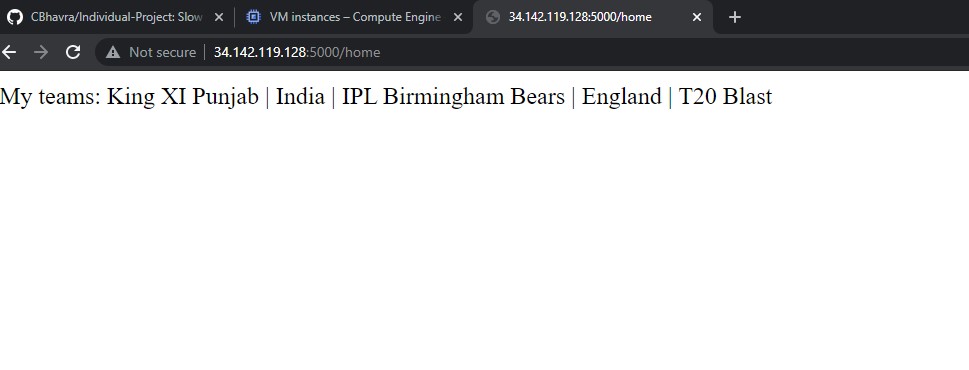 CBhavra/Individual-Project: Slow
VM instances – Compute Engine
34.142.119.128:5000/home
Not secure
34.142.119.128:5000/home
My teams: King XI Punjab | India | IPL Birmingham Bears | England | T20 Blast